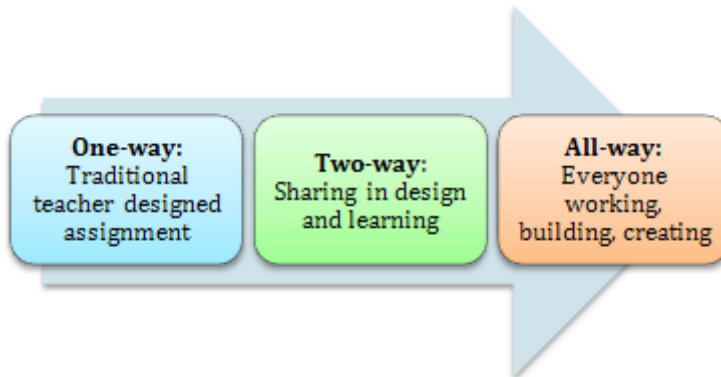 One-way:
Traditional
teacher designed
assignment
Two-way:
Sharing in design
and learning
All-way:
Everyone
working,
building, creating